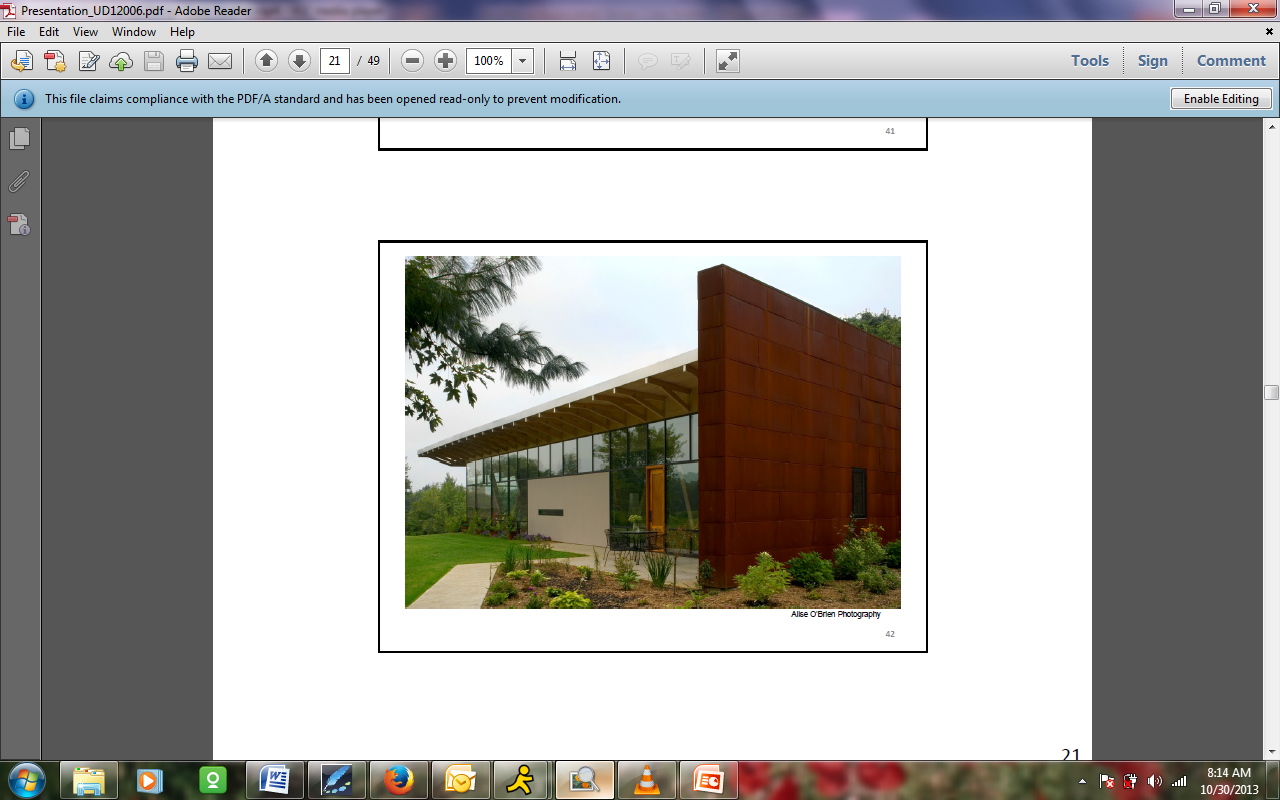 Presentation_UD12006.pdf - Adobe Reader
File Edit View Window Help
21 / 49 100% Tools Sign Comment
This file claims compliance with the PDF/A standard and has been opened read-only to prevent modification. Enable Editing
41
Alise O'Brien Photography
42
21
8:14 AM
10/30/2013